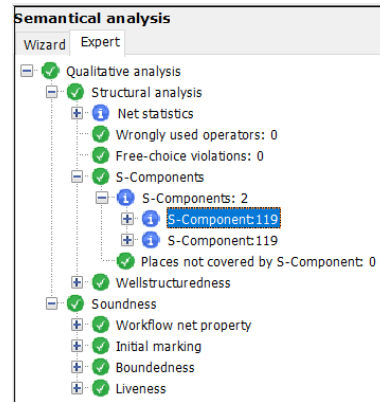 Semantical analysis
Wizard Expert
Qualitative analysis
Structural analysis
Net statistics
Wrongly used operators: 0
Free-choice violations: 0
S-Components
S-Components: 2
S-Component:119
S-Component:119
Places not covered by S-Component: 0
Wellstructuredness
Soundness
Workflow net property
Initial marking
Boundedness
Liveness